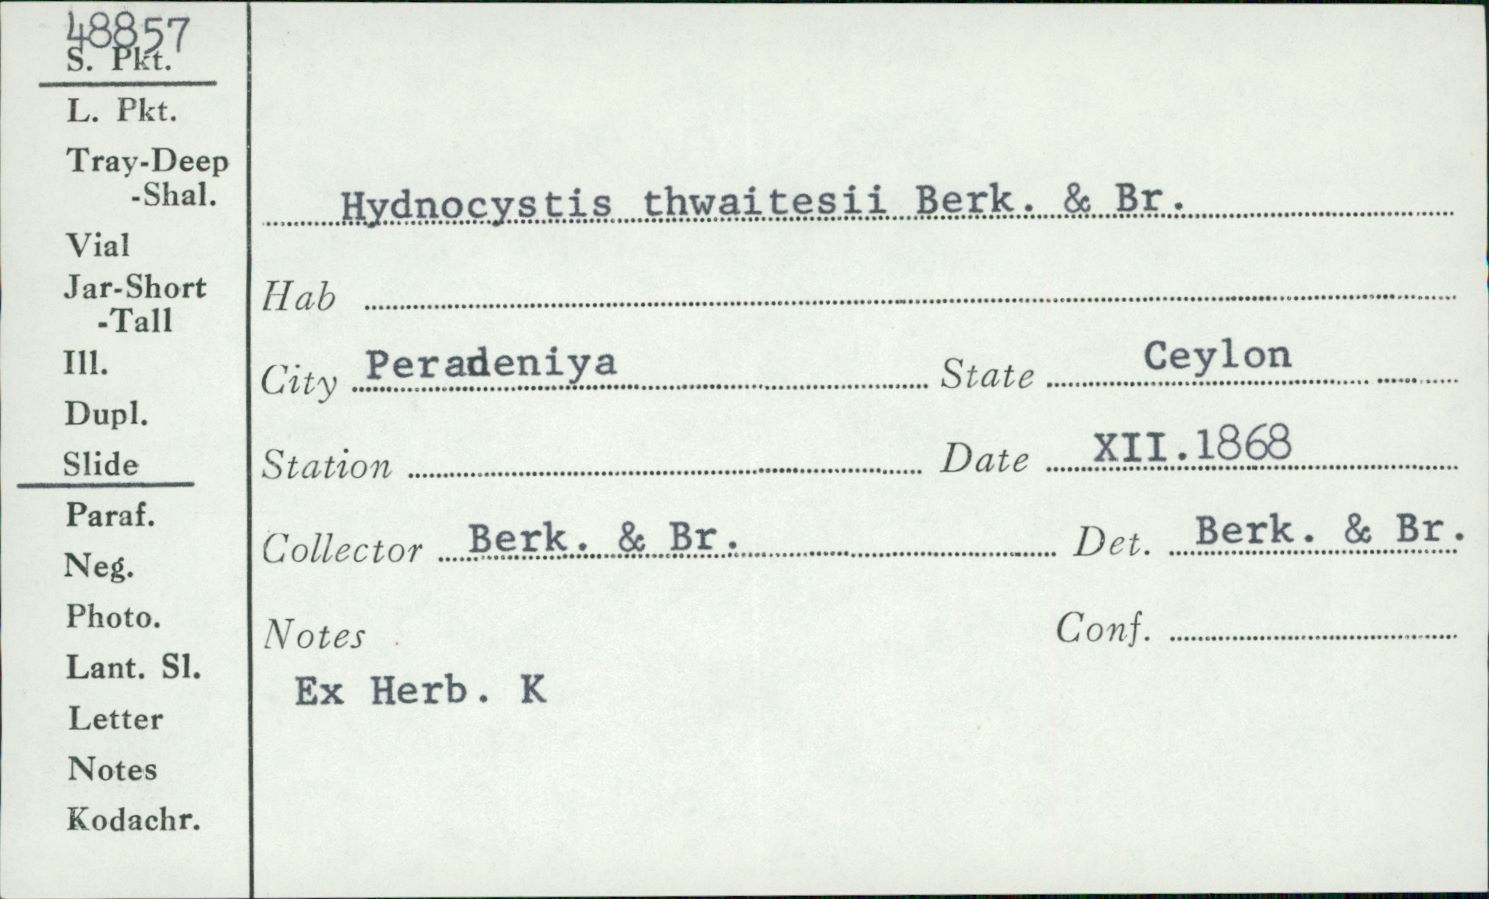 48857
S. Pkt.
L. Pkt.
Tray-Deep
-Shal.
Vial
Jar-Short
-Tall
Ill.
Dupl.
Slide
Paraf.
Neg.
Photo.
Lant. Sl.
Letter
Notes
Kodachr.
Hydnocystis thwaitesii Berk. & Br.
Hab
City Peradeniya State Ceylon
Station Date XII.1868
Collector Berk. & Br. Det. Berk. & Br.
Notes Conf.
Ex Herb. K